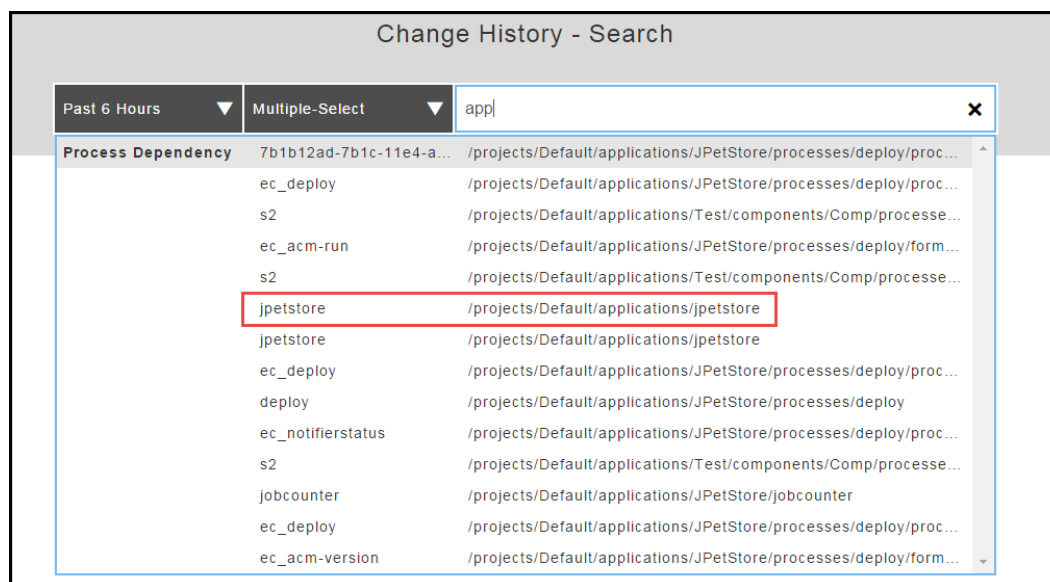 Change History - Search
Past 6 Hours Multiple-Select app
Process Dependency 7b1b12ad-7b1c-11e4-a... /projects/Default/applications/JPetStore/processes/deploy/proc...
ec_deploy /projects/Default/applications/JPetStore/processes/deploy/proc...
s2 /projects/Default/applications/Test/components/Comp/processe...
ec_acm-run /projects/Default/applications/JPetStore/processes/deploy/form...
s2 /projects/Default/applications/Test/components/Comp/processe...
jpetstore /projects/Default/applications/jpetstore
jpetstore /projects/Default/applications/jpetstore
ec_deploy /projects/Default/applications/JPetStore/processes/deploy/proc...
deploy /projects/Default/applications/JPetStore/processes/deploy
ec_notifierstatus /projects/Default/applications/JPetStore/processes/deploy/proc...
s2 /projects/Default/applications/Test/components/Comp/processe...
jobcounter /projects/Default/applications/JPetStore/jobcounter
ec_deploy /projects/Default/applications/JPetStore/processes/deploy/proc...
ec_acm-version /projects/Default/applications/JPetStore/processes/deploy/form...